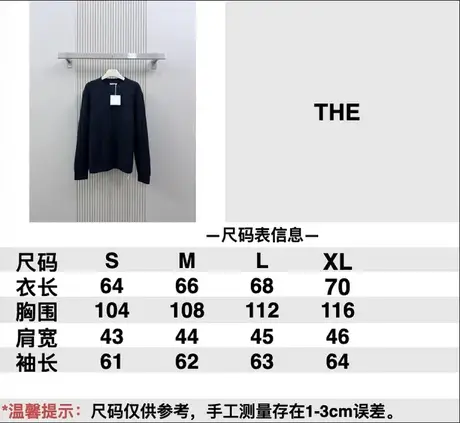 THE
—尺码表信息—
尺码 S M L XL
衣长 64 66 68 70
胸围 104 108 112 116
肩宽 43 44 45 46
袖长 61 62 63 64
*温馨提示：尺码仅供参考，手工测量存在1-3cm误差。